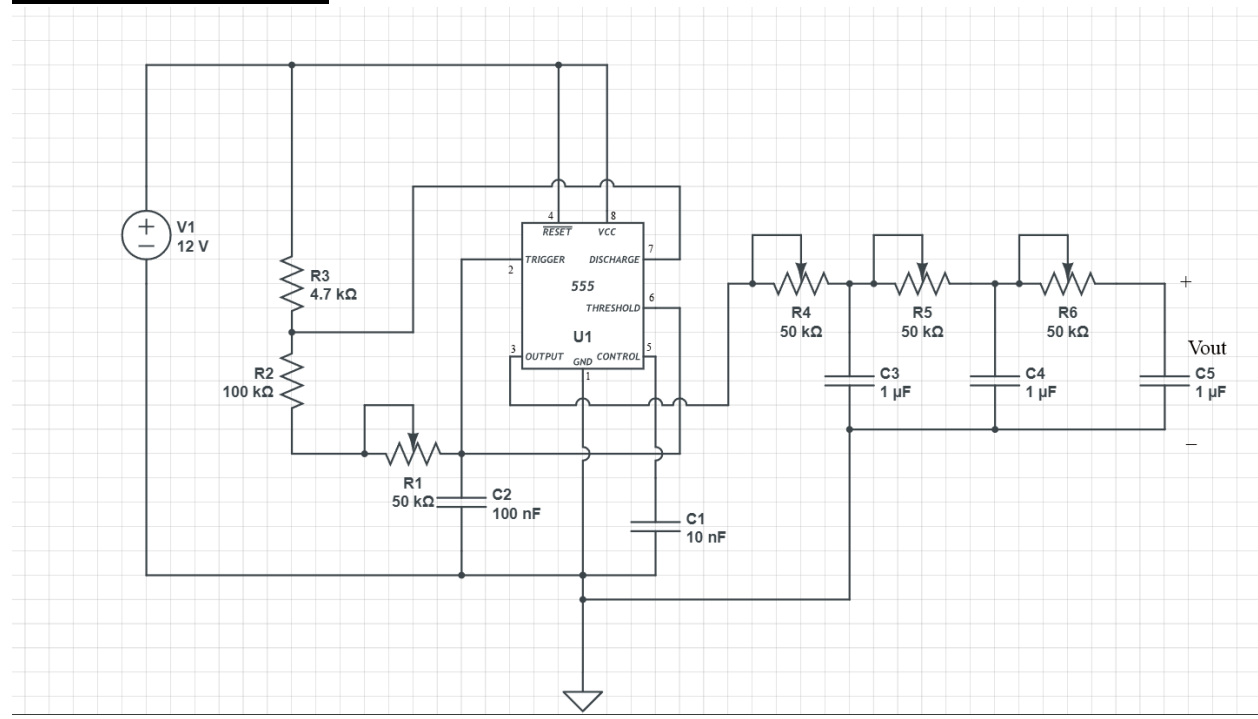 V1
12 V
R3
4.7 kΩ
R2
100 kΩ
R1
50 kΩ
C2
100 nF
4
8
RESET
VCC
2
TRIGGER
DISCHARGE
7
555
THRESHOLD
6
U1
3
OUTPUT
GND
CONTROL
5
1
C1
10 nF
R4
50 kΩ
R5
50 kΩ
R6
50 kΩ
C3
1 µF
C4
1 µF
C5
1 µF
+
Vout
–